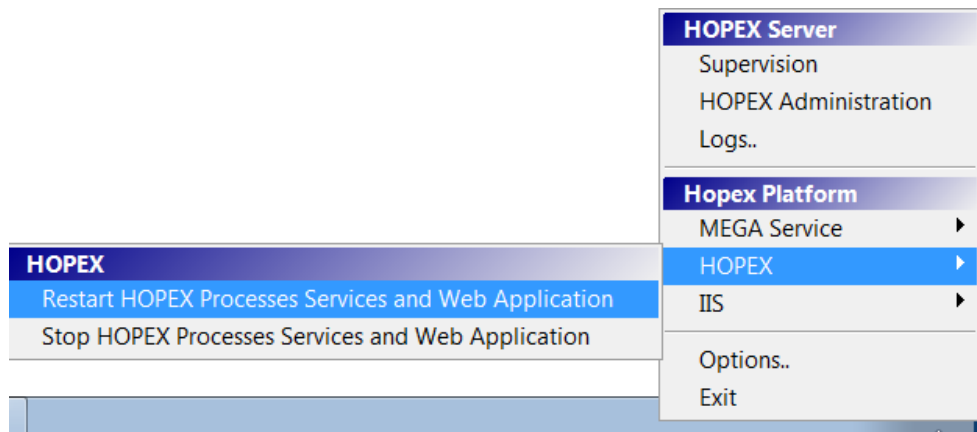 HOPEX Server
Supervision
HOPEX Administration
Logs..
Hopex Platform
MEGA Service
HOPEX
IIS
Options..
Exit
HOPEX
Restart HOPEX Processes Services and Web Application
Stop HOPEX Processes Services and Web Application